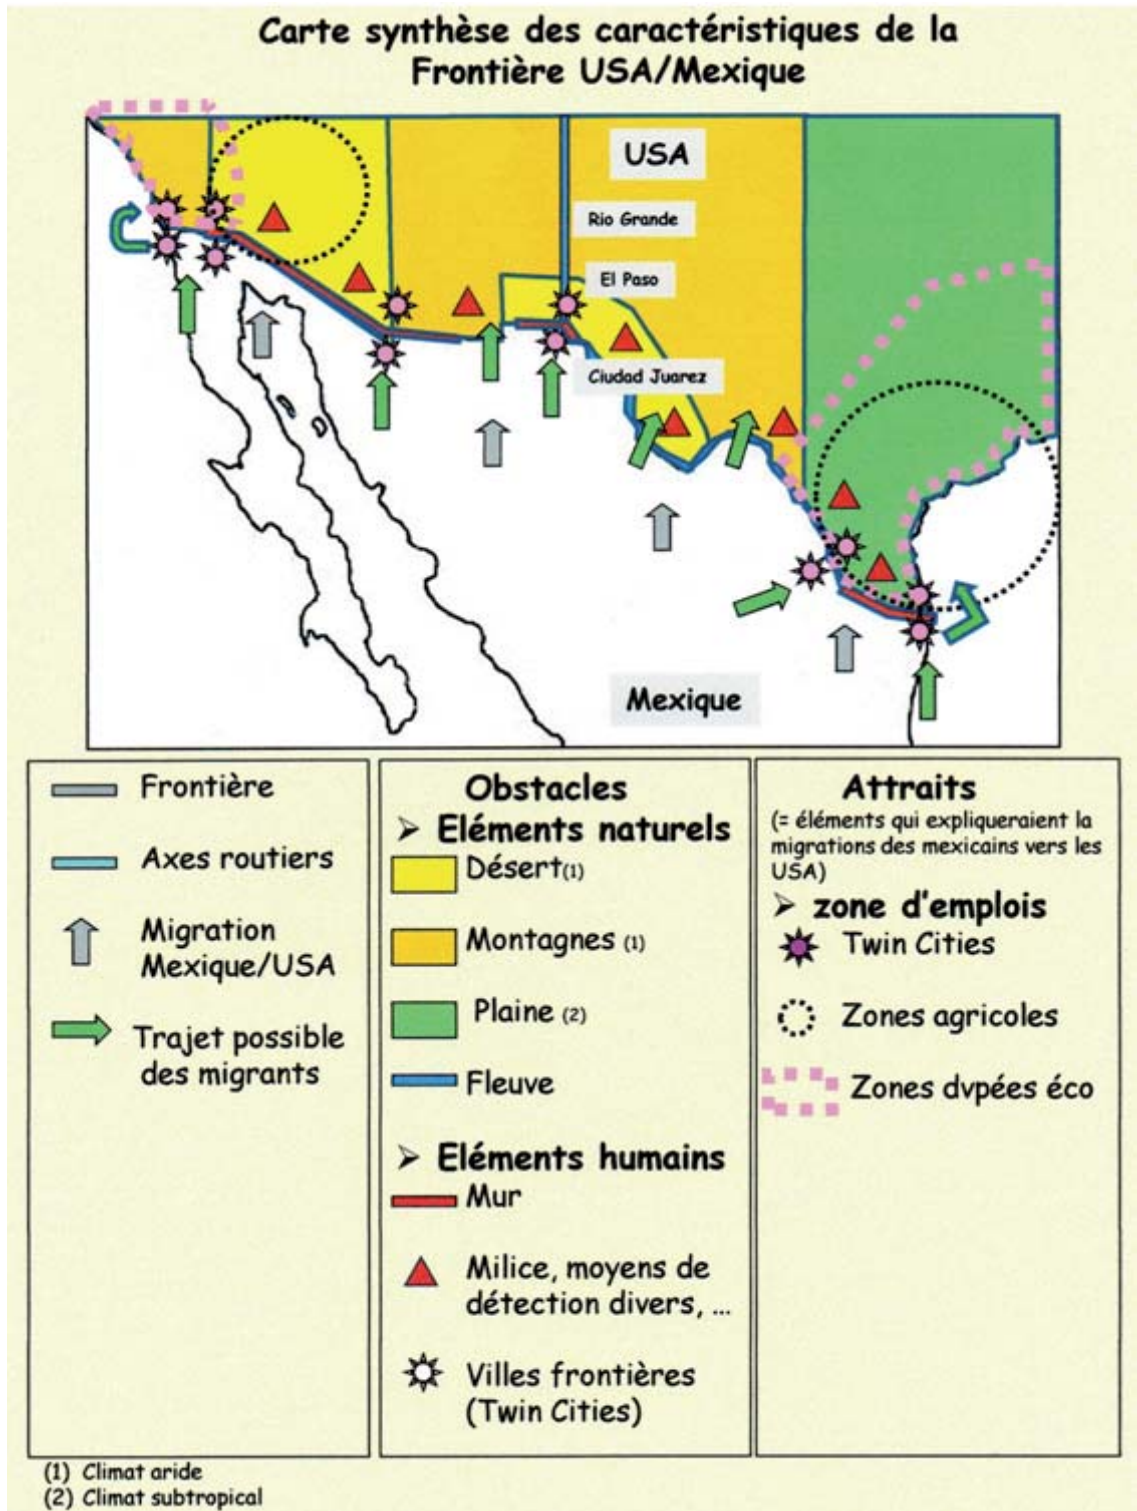 Carte synthèse des caractéristiques de la
Frontière USA/Mexique
USA
Rio Grande
El Paso
Ciudad Juarez
Mexique
Frontière
Axes routiers
Migration
Mexique/USA
Trajet possible
des migrants
Obstacles
➢ Eléments naturels
Désert(1)
Montagnes (1)
Plaine (2)
Fleuve
➢ Eléments humains
Mur
Milice, moyens de
détection divers, ...
Villes frontières
(Twin Cities)
Attraits
(= éléments qui expliqueraient la
migrations des mexicains vers les
USA)
➢ zone d'emplois
Twin Cities
Zones agricoles
Zones dvpées éco
(1) Climat aride
(2) Climat subtropical